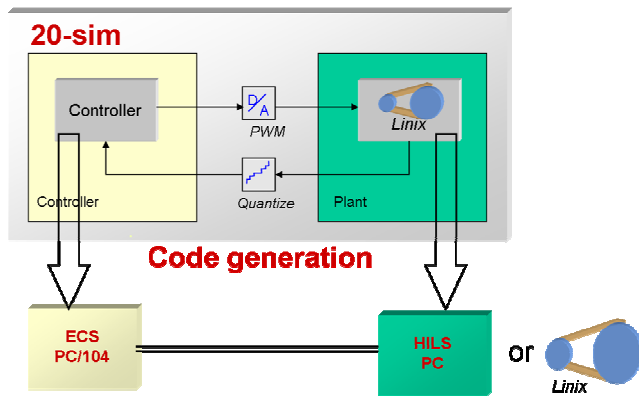 20-sim
Controller
D/A
PWM
Linix
Controller
Quantize
Plant
Code generation
ECS
PC/104
HILS
PC
or
Linix